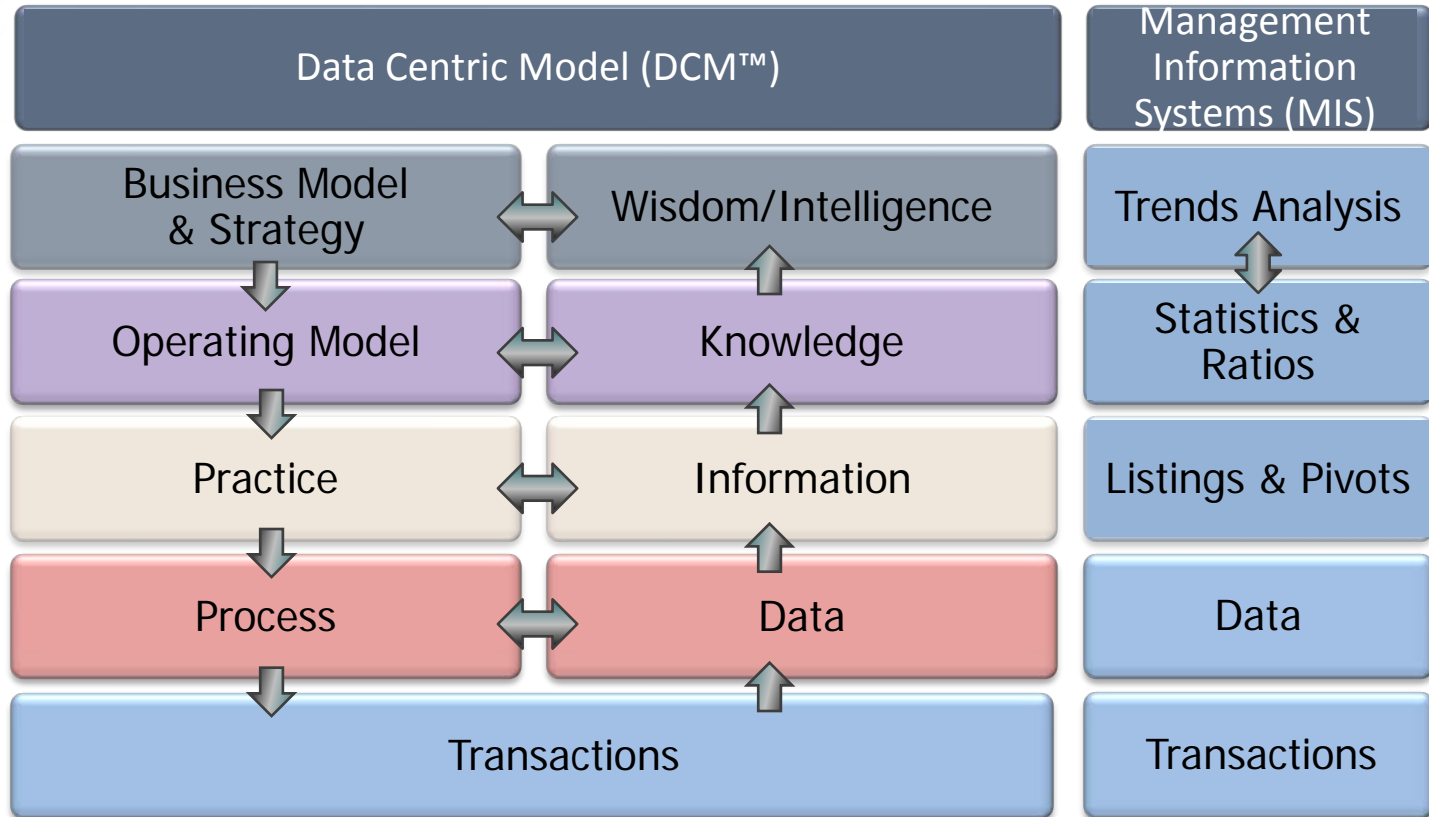 Data Centric Model (DCM™)
Management
Information
Systems (MIS)
Business Model
& Strategy
Wisdom/Intelligence
Trends Analysis
Operating Model
Knowledge
Statistics &
Ratios
Practice
Information
Listings & Pivots
Process
Data
Data
Transactions
Transactions